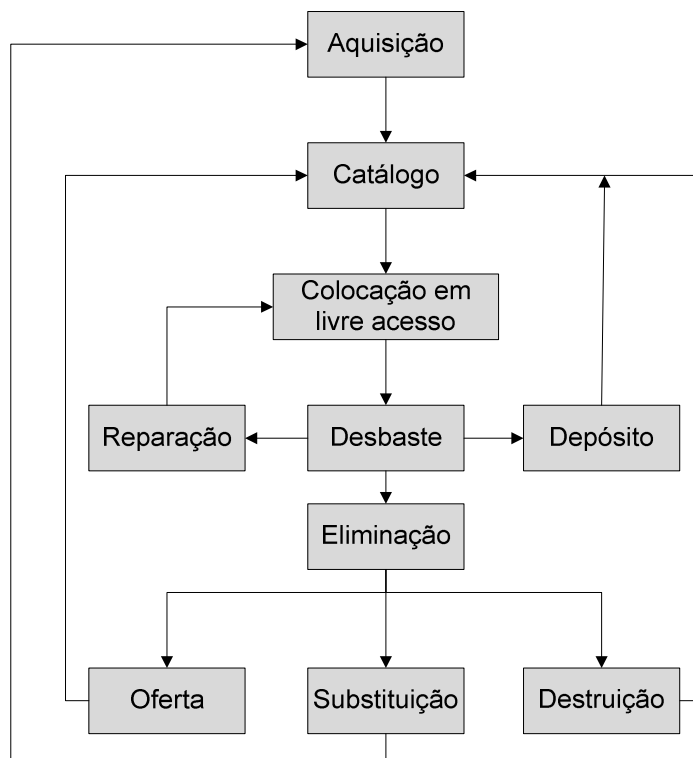 Aquisição
Catálogo
Colocação em
livre acesso
Reparação
Desbaste
Depósito
Eliminação
Oferta
Substituição
Destruição